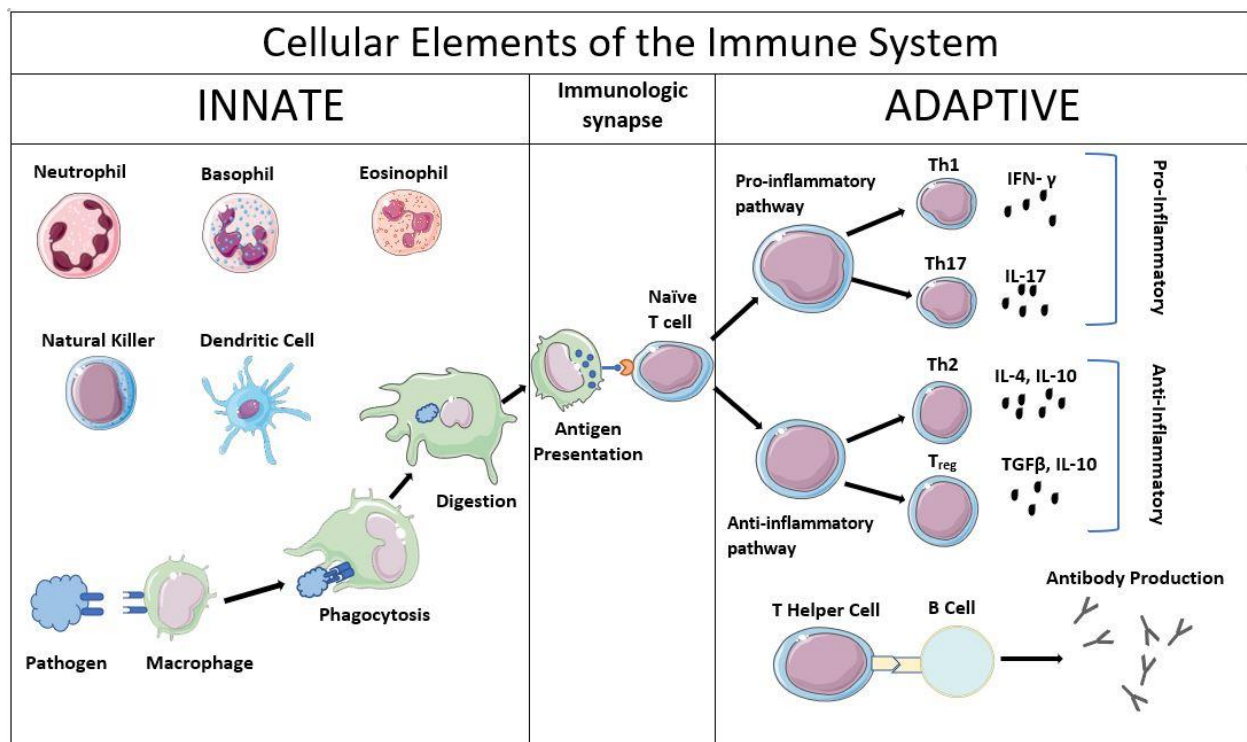 Cellular Elements of the Immune System
INNATE
Immunologic
synapse
ADAPTIVE
Neutrophil
Basophil
Eosinophil
Natural Killer
Dendritic Cell
Digestion
Phagocytosis
Pathogen
Macrophage
Naïve
T cell
Antigen
Presentation
Pro-inflammatory
pathway
Th1
IFN- γ
Th17
IL-17
Pro-Inflammatory
Th2
IL-4, IL-10
Treg
TGFβ, IL-10
Anti-Inflammatory
Anti-inflammatory
pathway
Antibody Production
T Helper Cell
B Cell